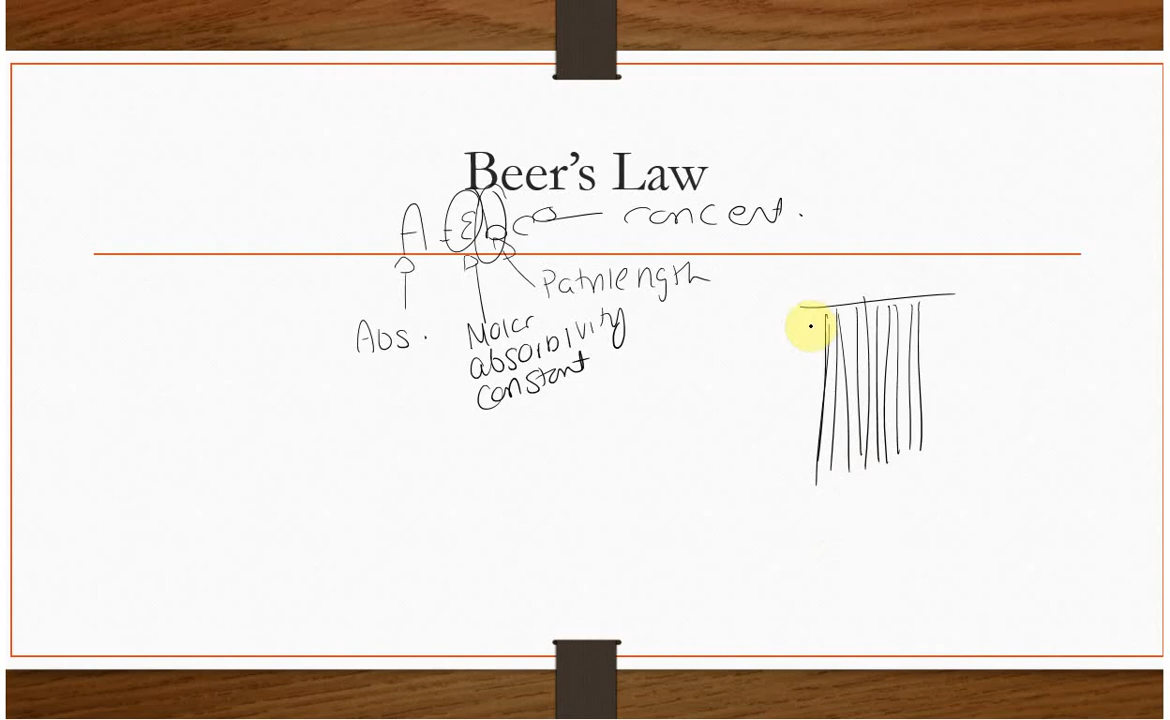 Beer's Law
A = εbc concent.
Pathlength
Abs.
Molar
absorbivity
constant